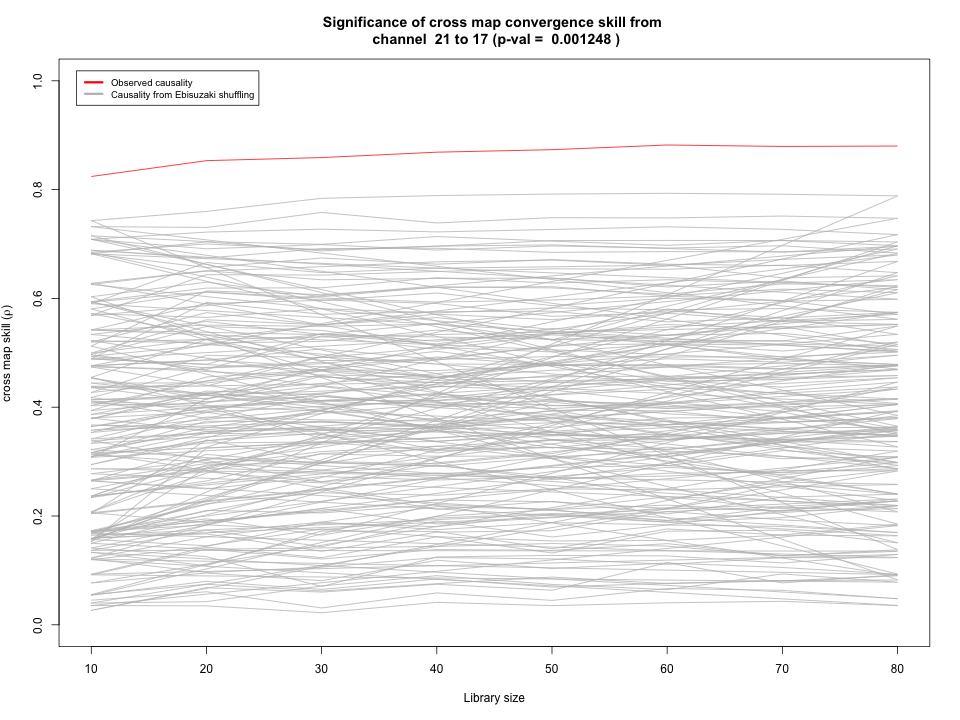 Significance of cross map convergence skill from
channel  21 to 17 (p-val =  0.001248 )
Observed causality
Causality from Ebisuzaki shuffling
cross map skill (ρ)
1.0
0.8
0.6
0.4
0.2
0.0
10 20 30 40 50 60 70 80
Library size